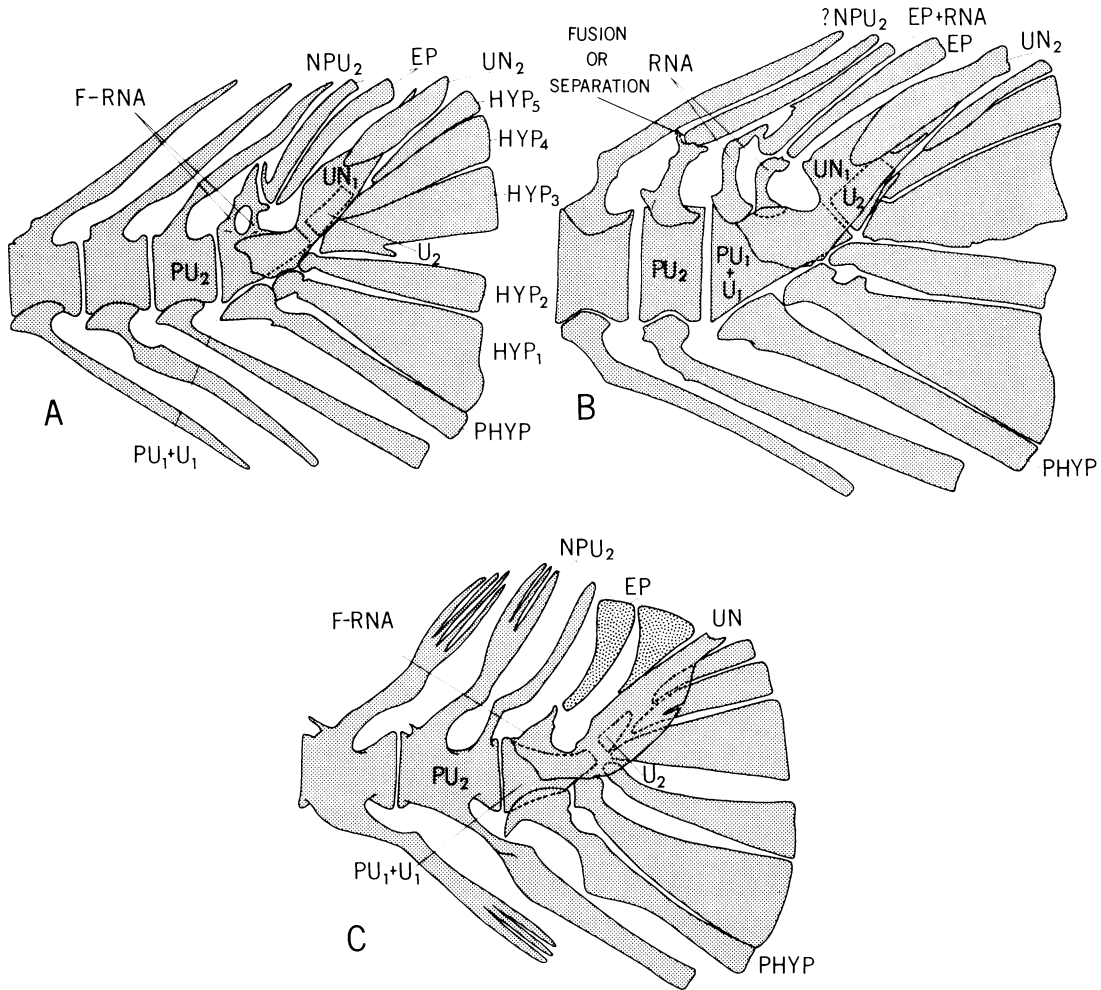 F-RNA
NPU₂
EP
UN₂
HYP₅
HYP₄
HYP₃
UN₁
U₂
PU₂
HYP₂
HYP₁
PHYP
PU₁+U₁
A
FUSION
OR
SEPARATION
RNA
?NPU₂
EP+RNA
EP
UN₂
UN₁
U₂
PU₂
PU₁
+
U₁
PHYP
B
F-RNA
NPU₂
EP
UN
PU₂
U₂
PU₁+U₁
PHYP
C